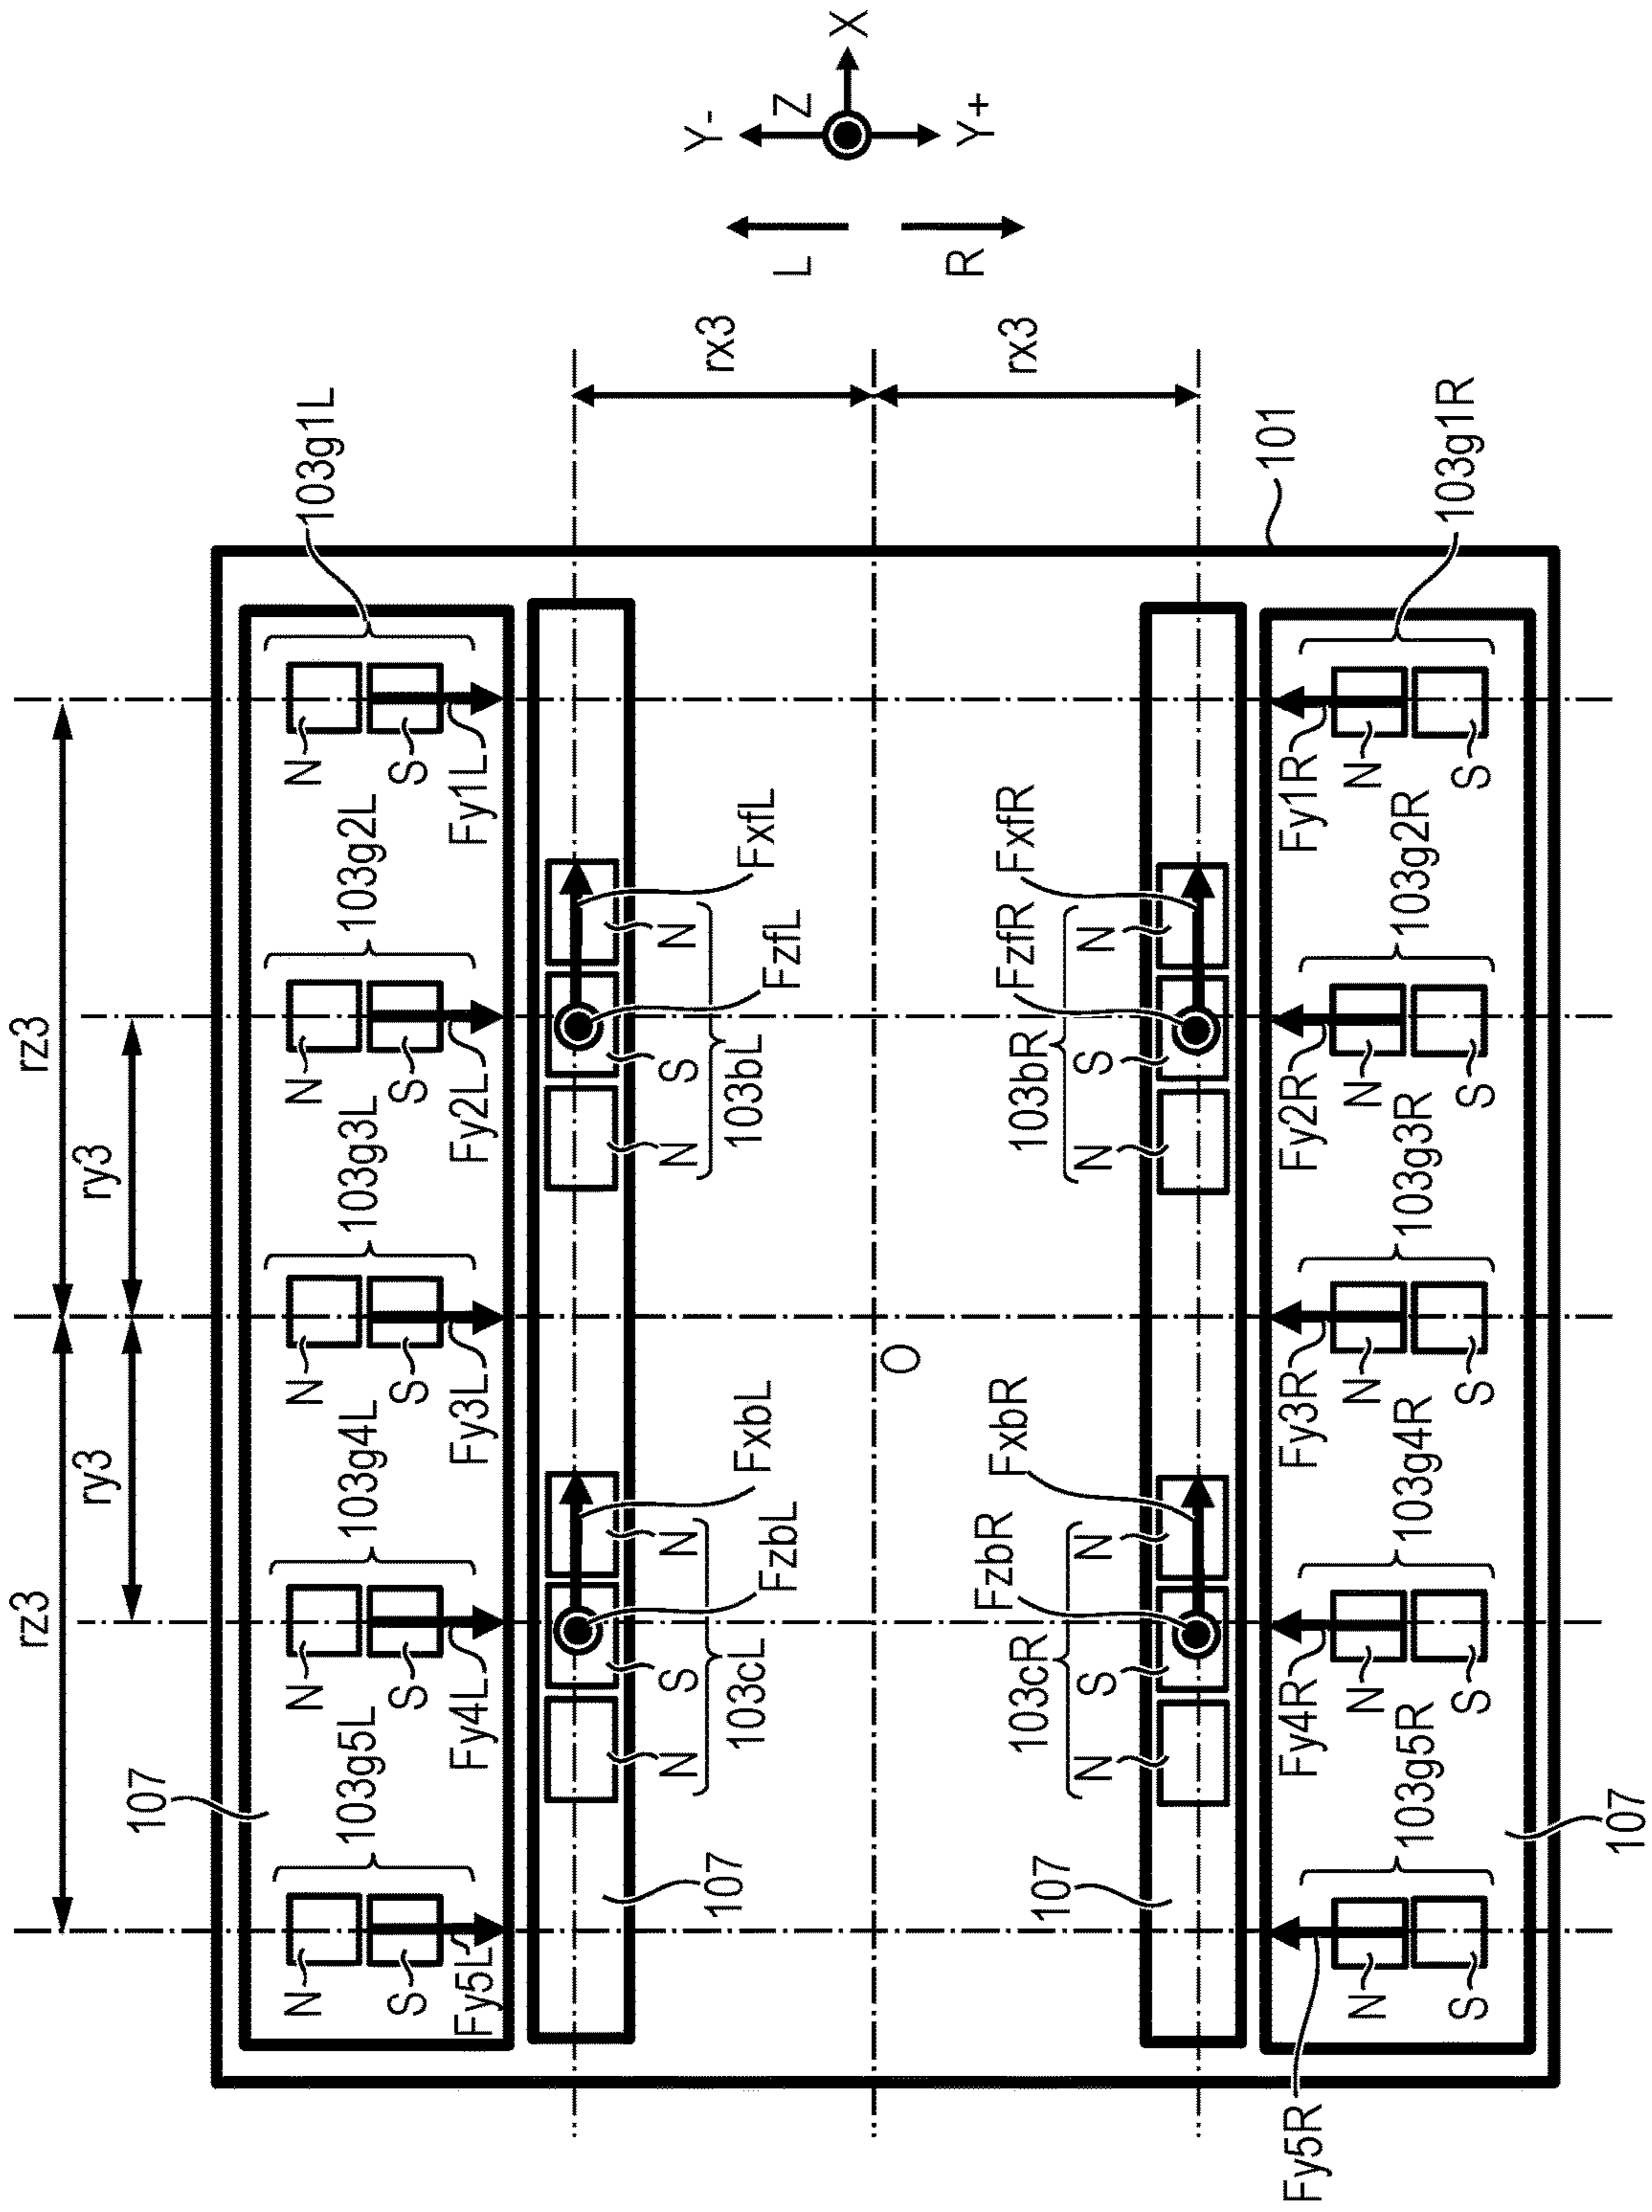 rz3
rz3
ry3
ry3
107
103g5L
103g4L
103g3L
103g2L
103g1L
N
N
N
N
N
S
S
S
S
S
Fy5L
Fy4L
Fy3L
Fy2L
Fy1L
107
N
S
N
N
S
N
103cL
103bL
FzbL
FxbL
FzfL
FxfL
rx3
rx3
L
R
Y-
Z
X
Y+
O
FzbR
FxbR
FzfR
FxfR
103cR
103bR
N
S
N
N
S
N
107
101
Fy5R
Fy4R
Fy3R
Fy2R
Fy1R
N
N
N
N
N
103g5R
103g4R
103g3R
103g2R
103g1R
S
S
S
S
S
107